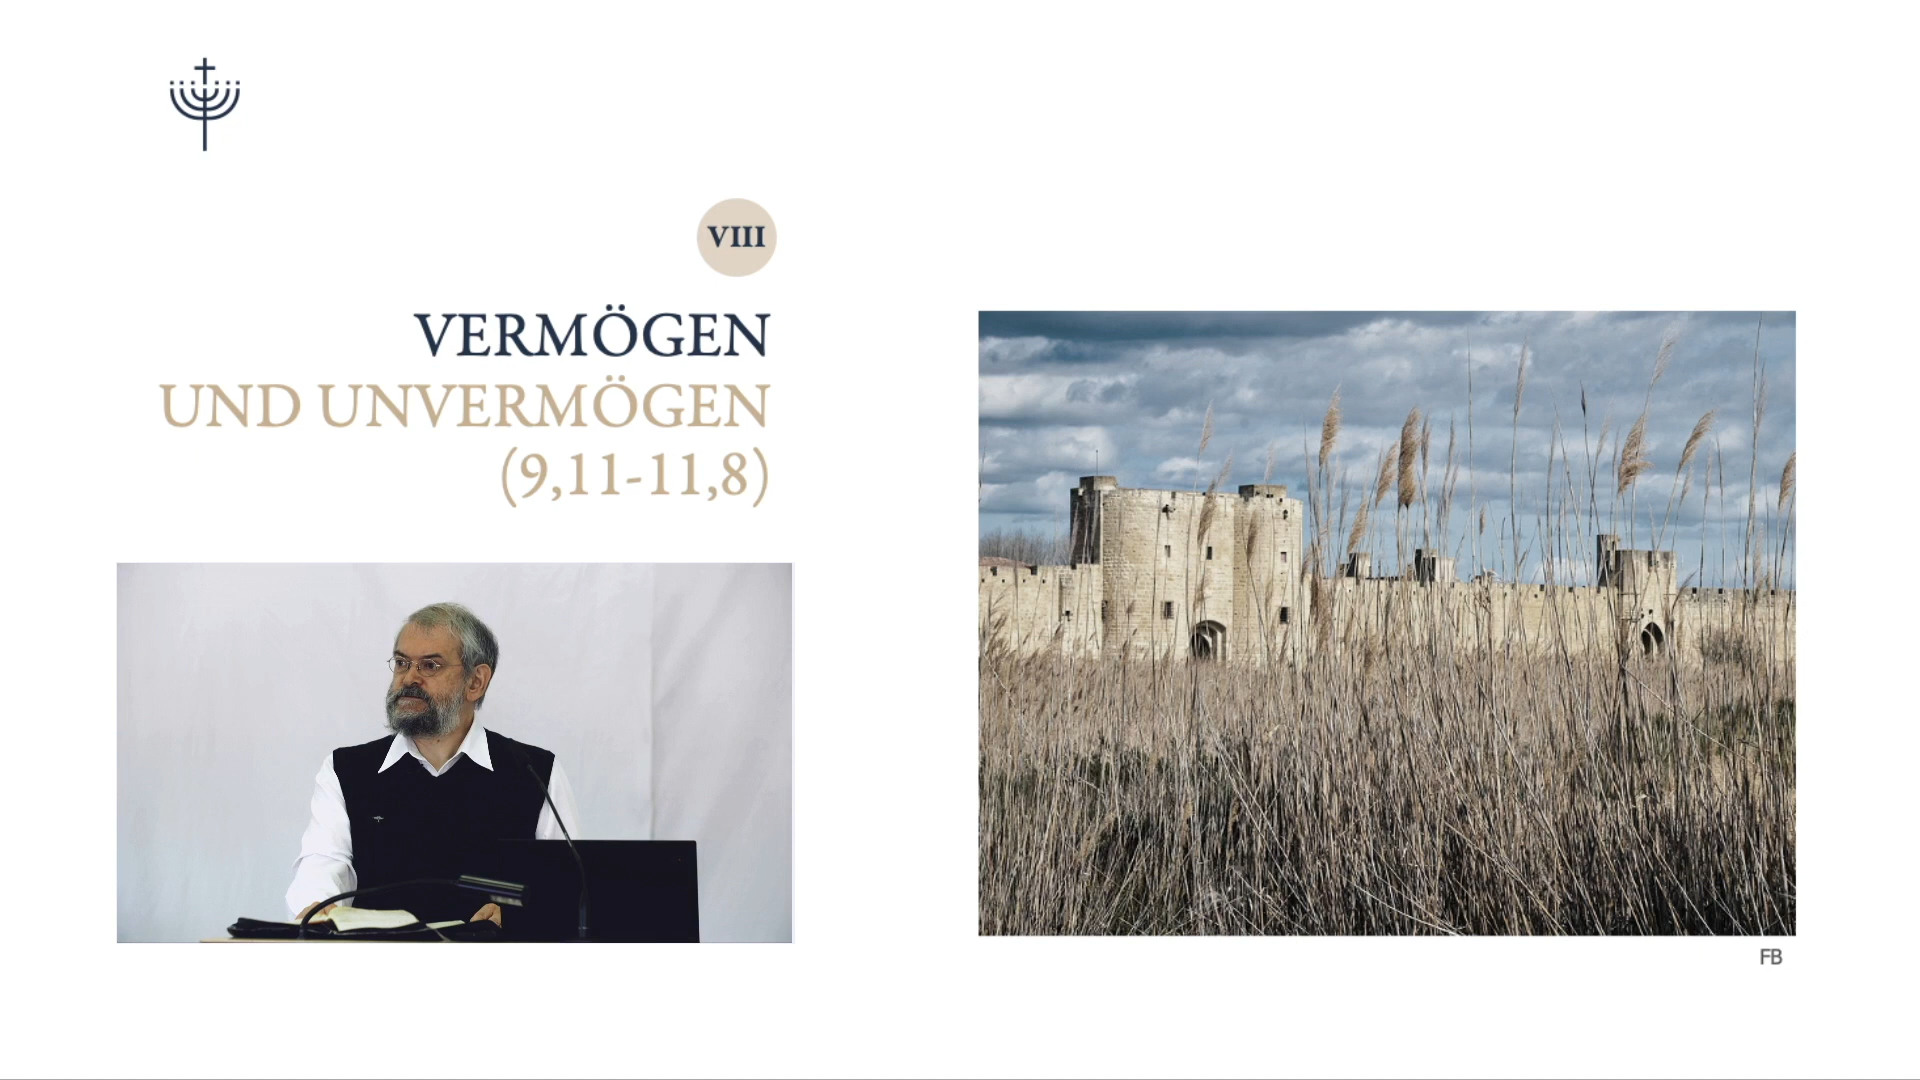 VIII
VERMÖGEN
UND UNVERMÖGEN
(9,11-11,8)
FB